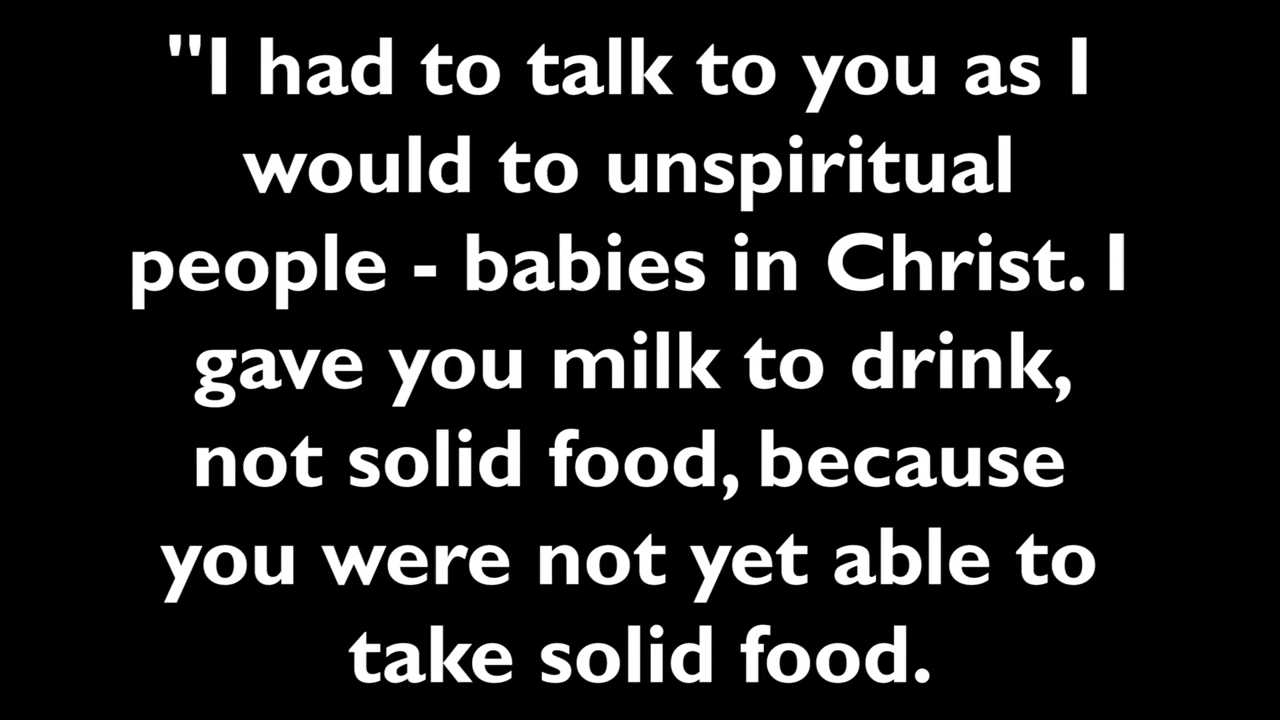 "I had to talk to you as I
would to unspiritual
people - babies in Christ. I
gave you milk to drink,
not solid food, because
you were not yet able to
take solid food.